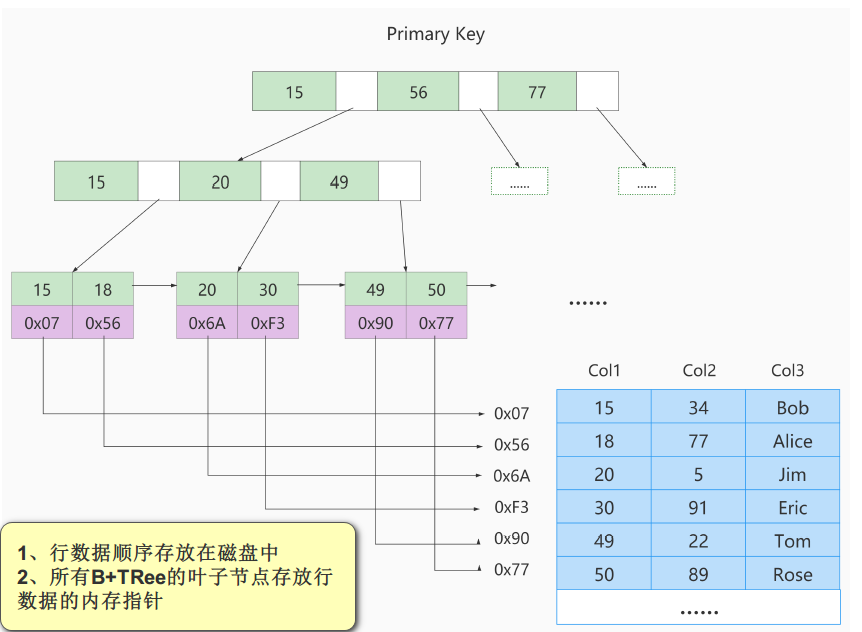 Primary Key
15 56 77
15 20 49
...... ......
15 18 20 30 49 50
0x07 0x56 0x6A 0xF3 0x90 0x77
......
Col1 Col2 Col3
0x07 15 34 Bob
0x56 18 77 Alice
0x6A 20 5 Jim
0xF3 30 91 Eric
0x90 49 22 Tom
0x77 50 89 Rose
......
1、行数据顺序存放在磁盘中
2、所有B+TRee的叶子节点存放行
数据的内存指针